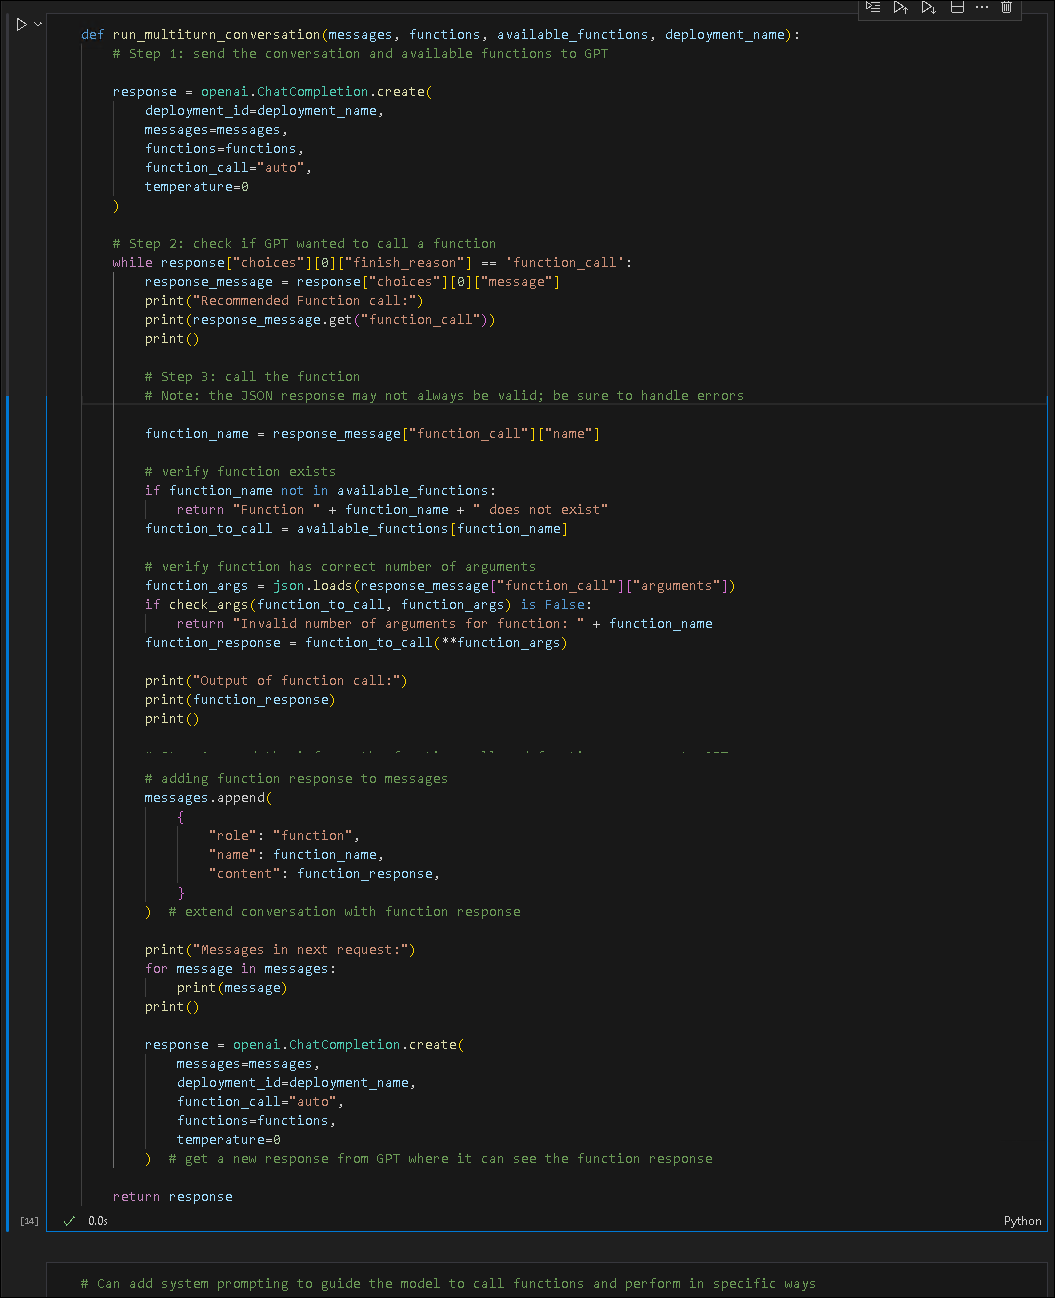 def run_multiturn_conversation(messages, functions, available_functions, deployment_name):
    # Step 1: send the conversation and available functions to GPT

    response = openai.ChatCompletion.create(
        deployment_id=deployment_name,
        messages=messages,
        functions=functions,
        function_call="auto",
        temperature=0
    )

    # Step 2: check if GPT wanted to call a function
    while response["choices"][0]["finish_reason"] == 'function_call':
        response_message = response["choices"][0]["message"]
        print("Recommended Function call:")
        print(response_message.get("function_call"))
        print()

        # Step 3: call the function
        # Note: the JSON response may not always be valid; be sure to handle errors

        function_name = response_message["function_call"]["name"]

        # verify function exists
        if function_name not in available_functions:
            return "Function " + function_name + " does not exist"
        function_to_call = available_functions[function_name]

        # verify function has correct number of arguments
        function_args = json.loads(response_message["function_call"]["arguments"])
        if check_args(function_to_call, function_args) is False:
            return "Invalid number of arguments for function: " + function_name
        function_response = function_to_call(**function_args)

        print("Output of function call:")
        print(function_response)
        print()

        # adding function response to messages
        messages.append(
            {
                "role": "function",
                "name": function_name,
                "content": function_response,
            }
        )  # extend conversation with function response

        print("Messages in next request:")
        for message in messages:
            print(message)
        print()

        response = openai.ChatCompletion.create(
            messages=messages,
            deployment_id=deployment_name,
            function_call="auto",
            functions=functions,
            temperature=0
        )  # get a new response from GPT where it can see the function response

    return response
[14] 0.0s Python
# Can add system prompting to guide the model to call functions and perform in specific ways